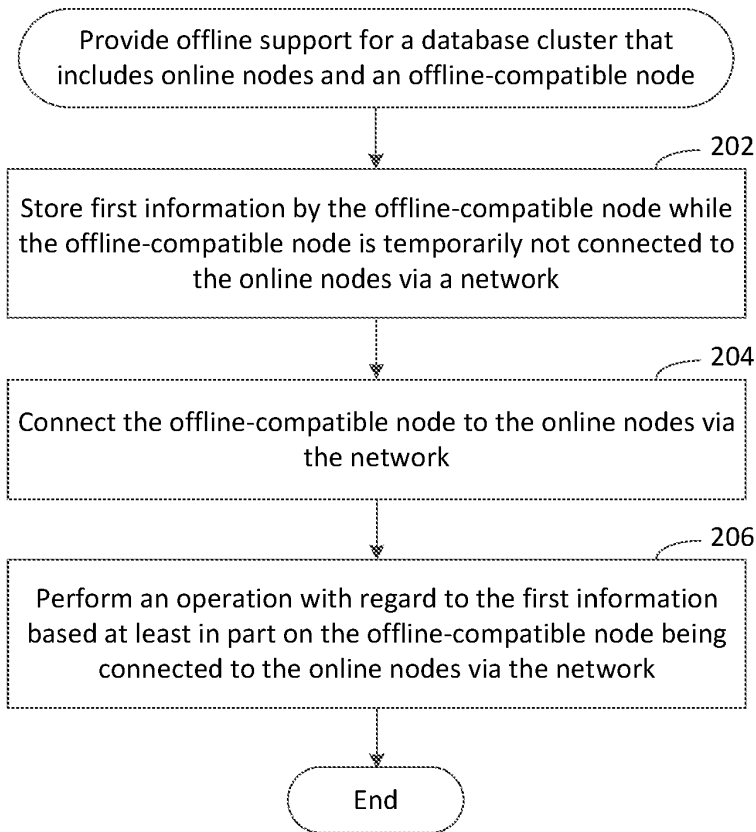 Provide offline support for a database cluster that
includes online nodes and an offline-compatible node
202
Store first information by the offline-compatible node while
the offline-compatible node is temporarily not connected to
the online nodes via a network
204
Connect the offline-compatible node to the online nodes via
the network
206
Perform an operation with regard to the first information
based at least in part on the offline-compatible node being
connected to the online nodes via the network
End